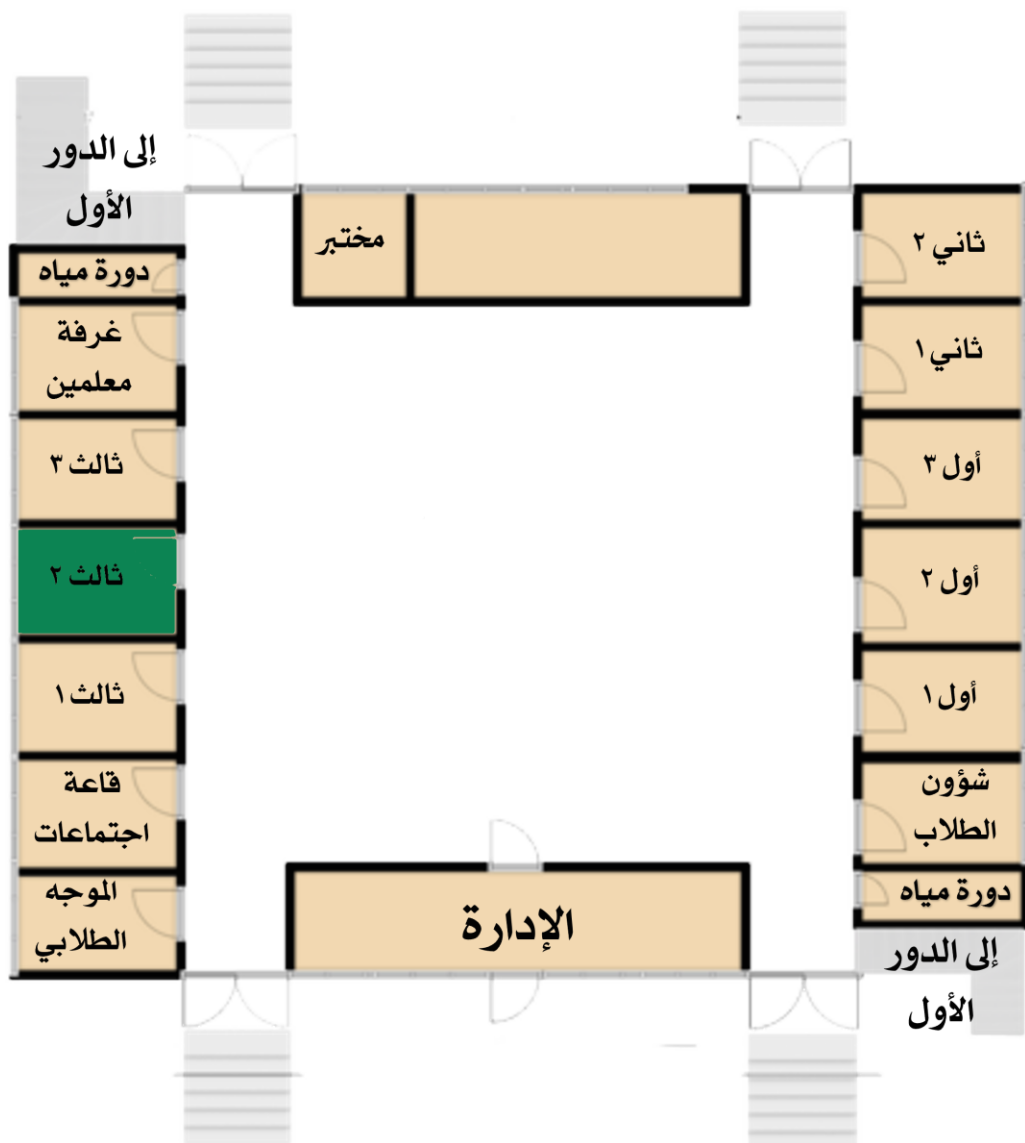 إلى الدور
الأول
دورة مياه
غرفة
معلمين
ثالث ٣
ثالث ٢
ثالث ١
قاعة
اجتماعات
الموجه
الطلابي
مختبر
الإدارة
ثاني ٢
ثاني ١
أول ٣
أول ٢
أول ١
شؤون
الطلاب
دورة مياه
إلى الدور
الأول